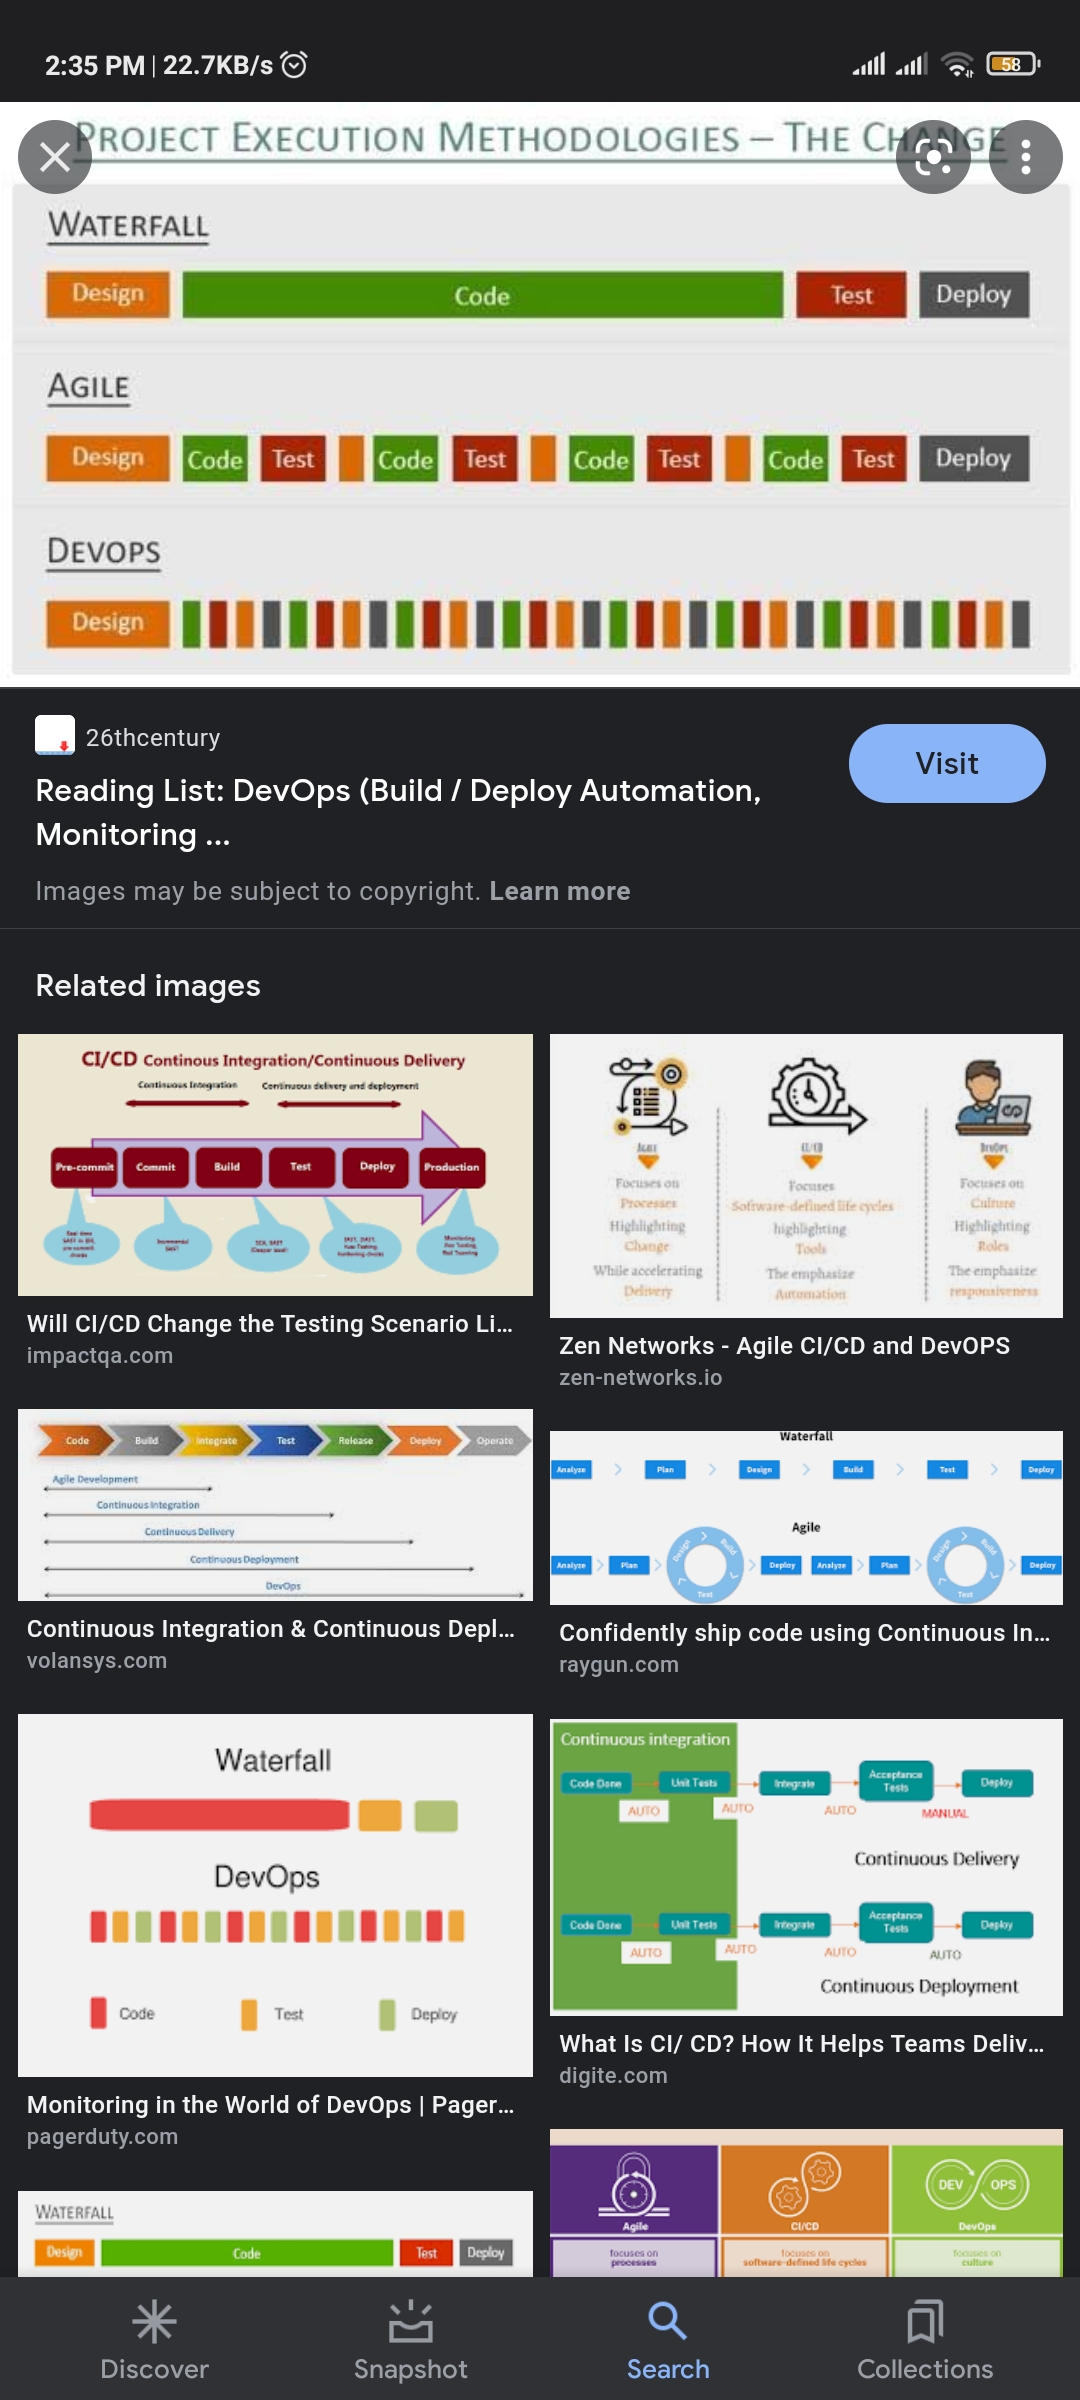 2:35 PM | 22.7KB/s
58
PROJECT EXECUTION METHODOLOGIES – THE CHANGE
WATERFALL
Design Code Test Deploy
AGILE
Design Code Test Code Test Code Test Code Test Deploy
DEVOPS
Design
26thcentury
Visit
Reading List: DevOps (Build / Deploy Automation,
Monitoring ...
Images may be subject to copyright. Learn more
Related images
CI/CD Continous Integration/Continuous Delivery
Continuous Integration Continuous delivery and deployment
Pre-commit Commit Build Test Deploy Production
Will CI/CD Change the Testing Scenario Li...
impactqa.com
AGILE CI/CD DevOps
Focuses on
Processes
Highlighting
Change
While accelerating
Delivery
Focuses
Software-defined life cycles
highlighting
Tools
The emphasize
Automation
Focuses on
Culture
Highlighting
Roles
The emphasize
responsiveness
Zen Networks - Agile CI/CD and DevOPS
zen-networks.io
Code Build Integrate Test Release Deploy Operate
Agile Development
Continuous Integration
Continuous Delivery
Continuous Deployment
DevOps
Continuous Integration & Continuous Depl...
volansys.com
Waterfall
Analyze Plan Design Build Test Deploy
Agile
Analyze Plan Design Build Test Deploy Analyze Plan Design Build Test Deploy
Confidently ship code using Continuous In...
raygun.com
Waterfall
DevOps
Code Test Deploy
Monitoring in the World of DevOps | Pager...
pagerduty.com
Continuous integration
Code Done Unit Tests Integrate Acceptance Tests Deploy
AUTO AUTO AUTO MANUAL
Continuous Delivery
Code Done Unit Tests Integrate Acceptance Tests Deploy
AUTO AUTO AUTO AUTO
Continuous Deployment
What Is CI/ CD? How It Helps Teams Deliv...
digite.com
WATERFALL
Design Code Test Deploy
DEV OPS
Agile CI/CD DevOps
focuses on
processes
focuses on
software-defined life cycles
focuses on
culture
Discover Snapshot Search Collections